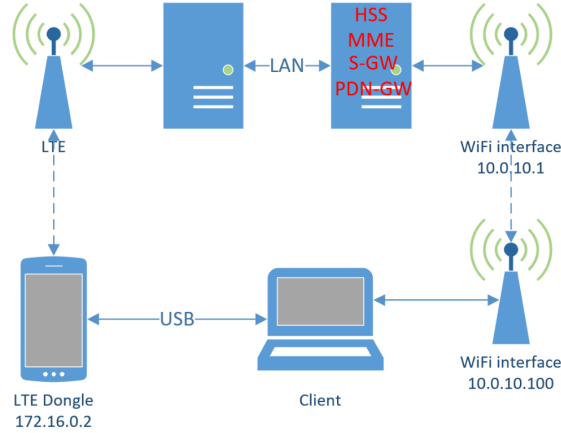 HSS
MME
S-GW
PDN-GW
LAN
LTE
WiFi interface
10.0.10.1
USB
LTE Dongle
172.16.0.2
Client
WiFi interface
10.0.10.100